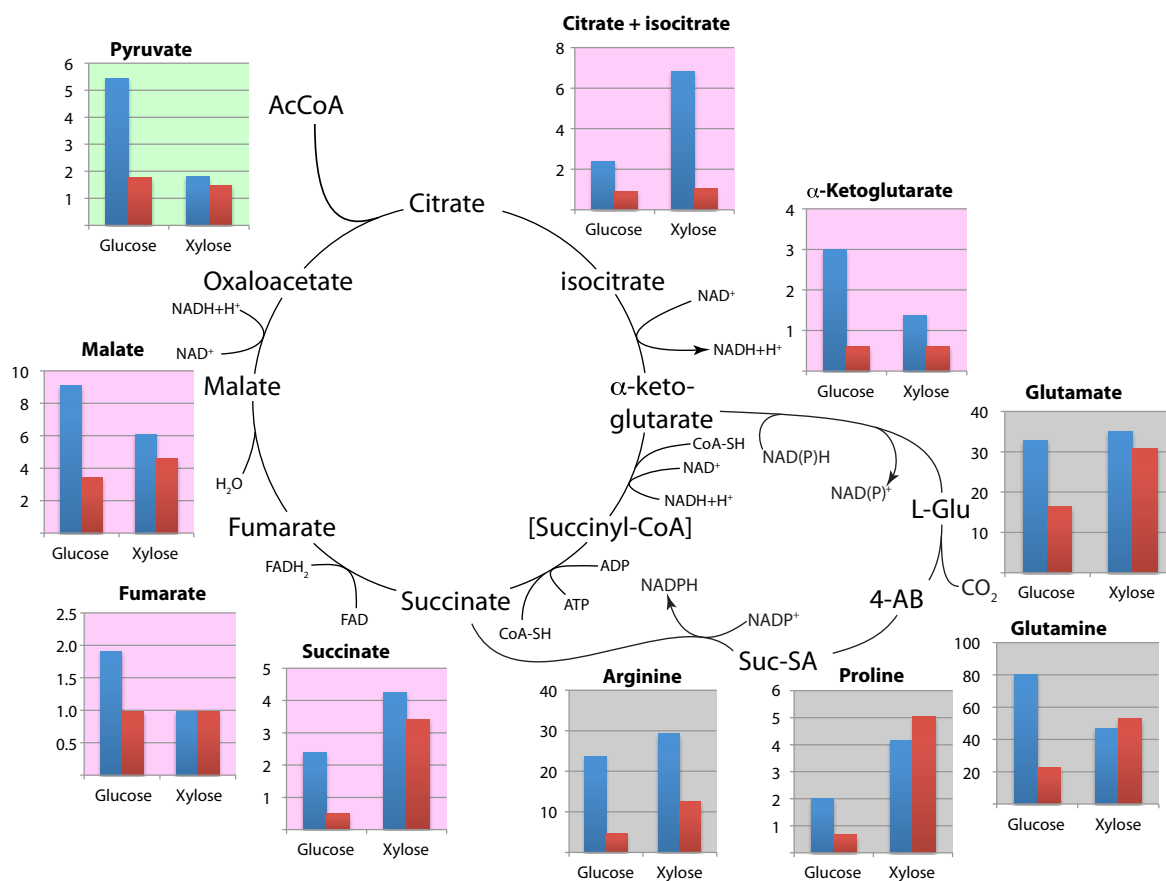 Pyruvate
6
5
4
3
2
1
Glucose Xylose
Citrate + isocitrate
8
6
4
2
Glucose Xylose
α-Ketoglutarate
4
3
2
1
Glucose Xylose
AcCoA
Citrate
Oxaloacetate
isocitrate
NADH+H⁺
NAD⁺
NAD⁺
NADH+H⁺
Malate
10
8
6
4
2
Glucose Xylose
Malate
α-keto-
glutarate
CoA-SH
NAD⁺
NADH+H⁺
NAD(P)H
NAD(P)⁺
L-Glu
Glutamate
40
30
20
10
Glucose Xylose
H₂O
Fumarate
[Succinyl-CoA]
FADH₂
FAD
Succinate
ADP
ATP
CoA-SH
NADPH
NADP⁺
4-AB
CO₂
Suc-SA
Fumarate
2.5
2.0
1.5
1.0
0.5
Glucose Xylose
Succinate
5
4
3
2
1
Glucose Xylose
Arginine
40
30
20
10
Glucose Xylose
Proline
6
5
4
3
2
1
Glucose Xylose
Glutamine
100
80
60
40
20
Glucose Xylose